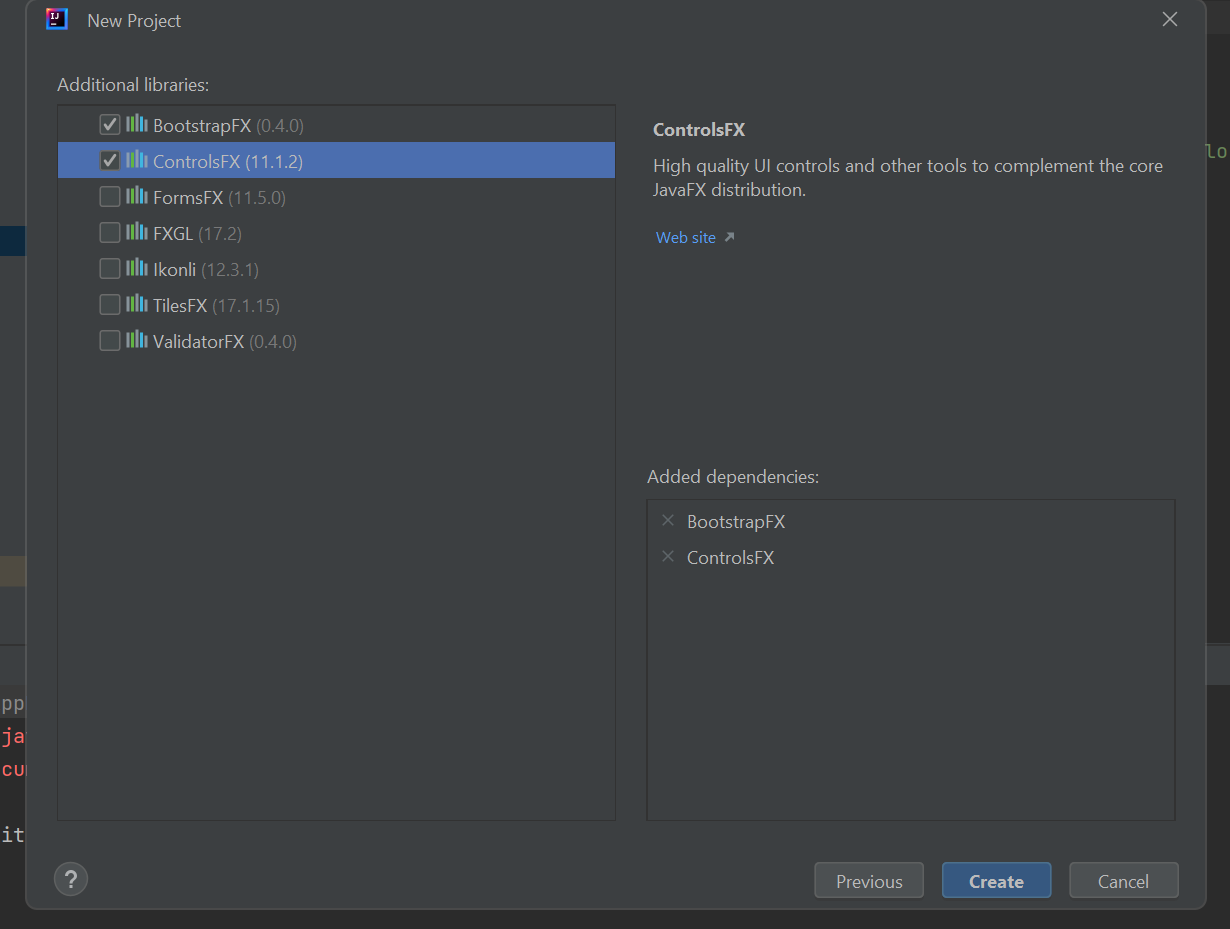 New Project
Additional libraries:
BootstrapFX (0.4.0)
ControlsFX (11.1.2)
FormsFX (11.5.0)
FXGL (17.2)
Ikonli (12.3.1)
TilesFX (17.1.15)
ValidatorFX (0.4.0)
ControlsFX
High quality UI controls and other tools to complement the core
JavaFX distribution.
Web site
Added dependencies:
BootstrapFX
ControlsFX
lo
pp
ja
cu
it
?
Previous
Create
Cancel